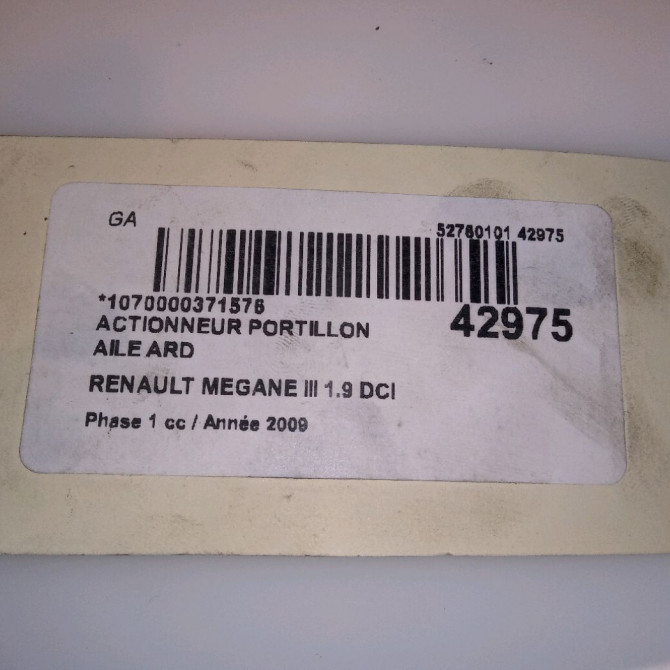 GA
52760101 42975
*1070000371576
42975
ACTIONNEUR PORTILLON
AILE ARD
RENAULT MEGANE III 1.9 DCI
Phase 1 cc / Année 2009